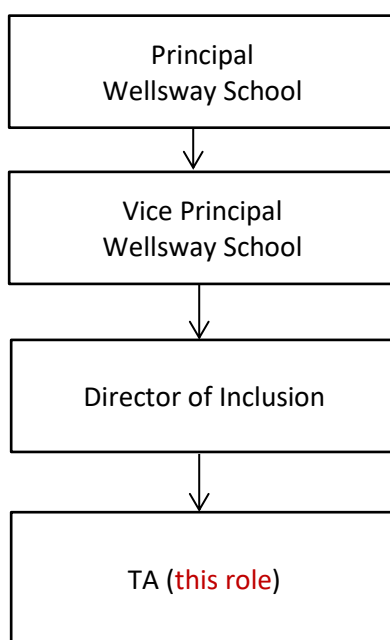 Principal
Wellsway School
Vice Principal
Wellsway School
Director of Inclusion
TA (this role)